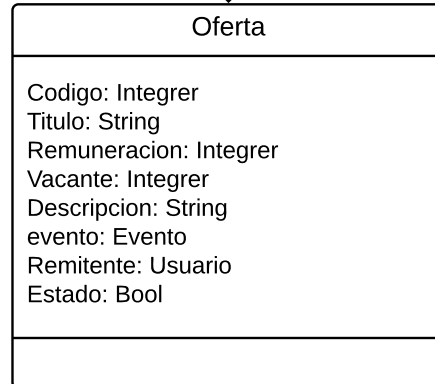 Oferta
Codigo: Integrer
Titulo: String
Remuneracion: Integrer
Vacante: Integrer
Descripcion: String
evento: Evento
Remitente: Usuario
Estado: Bool